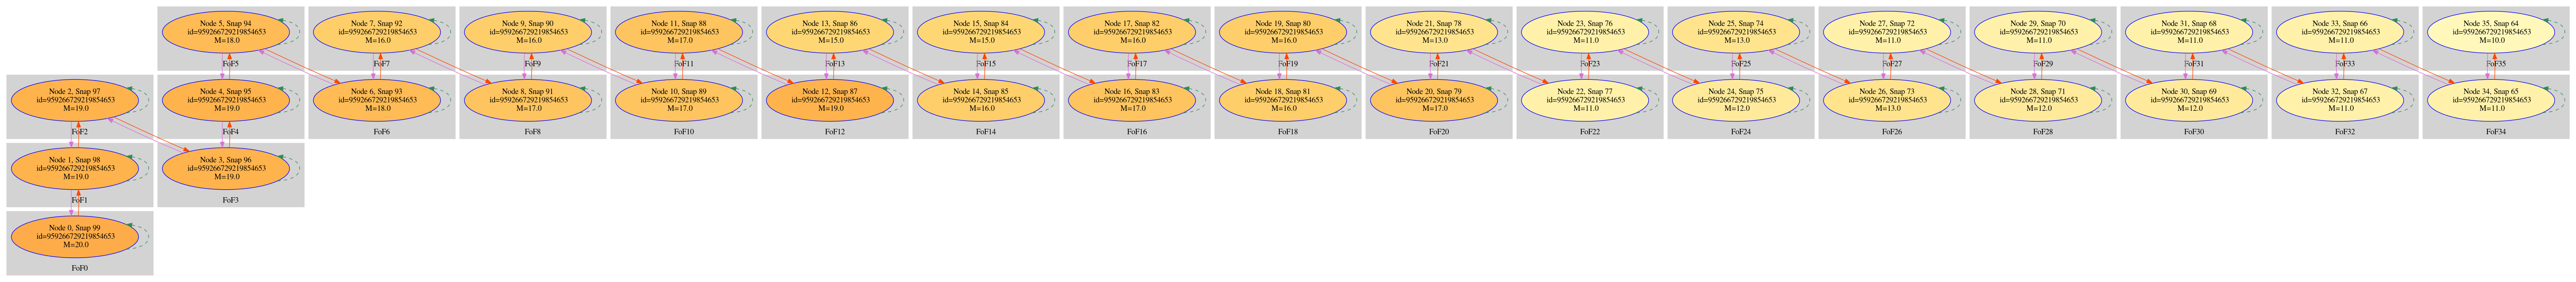 Node 5, Snap 94
id=959266729219854653
M=18.0
FoF5
Node 7, Snap 92
id=959266729219854653
M=16.0
FoF7
Node 9, Snap 90
id=959266729219854653
M=16.0
FoF9
Node 11, Snap 88
id=959266729219854653
M=17.0
FoF11
Node 13, Snap 86
id=959266729219854653
M=15.0
FoF13
Node 15, Snap 84
id=959266729219854653
M=15.0
FoF15
Node 17, Snap 82
id=959266729219854653
M=16.0
FoF17
Node 19, Snap 80
id=959266729219854653
M=16.0
FoF19
Node 21, Snap 78
id=959266729219854653
M=13.0
FoF21
Node 23, Snap 76
id=959266729219854653
M=11.0
FoF23
Node 25, Snap 74
id=959266729219854653
M=13.0
FoF25
Node 27, Snap 72
id=959266729219854653
M=11.0
FoF27
Node 29, Snap 70
id=959266729219854653
M=11.0
FoF29
Node 31, Snap 68
id=959266729219854653
M=11.0
FoF31
Node 33, Snap 66
id=959266729219854653
M=11.0
FoF33
Node 35, Snap 64
id=959266729219854653
M=10.0
FoF35
Node 2, Snap 97
id=959266729219854653
M=19.0
FoF2
Node 4, Snap 95
id=959266729219854653
M=19.0
FoF4
Node 6, Snap 93
id=959266729219854653
M=18.0
FoF6
Node 8, Snap 91
id=959266729219854653
M=17.0
FoF8
Node 10, Snap 89
id=959266729219854653
M=17.0
FoF10
Node 12, Snap 87
id=959266729219854653
M=19.0
FoF12
Node 14, Snap 85
id=959266729219854653
M=16.0
FoF14
Node 16, Snap 83
id=959266729219854653
M=17.0
FoF16
Node 18, Snap 81
id=959266729219854653
M=16.0
FoF18
Node 20, Snap 79
id=959266729219854653
M=17.0
FoF20
Node 22, Snap 77
id=959266729219854653
M=11.0
FoF22
Node 24, Snap 75
id=959266729219854653
M=12.0
FoF24
Node 26, Snap 73
id=959266729219854653
M=13.0
FoF26
Node 28, Snap 71
id=959266729219854653
M=12.0
FoF28
Node 30, Snap 69
id=959266729219854653
M=12.0
FoF30
Node 32, Snap 67
id=959266729219854653
M=11.0
FoF32
Node 34, Snap 65
id=959266729219854653
M=11.0
FoF34
Node 1, Snap 98
id=959266729219854653
M=19.0
FoF1
Node 3, Snap 96
id=959266729219854653
M=19.0
FoF3
Node 0, Snap 99
id=959266729219854653
M=20.0
FoF0